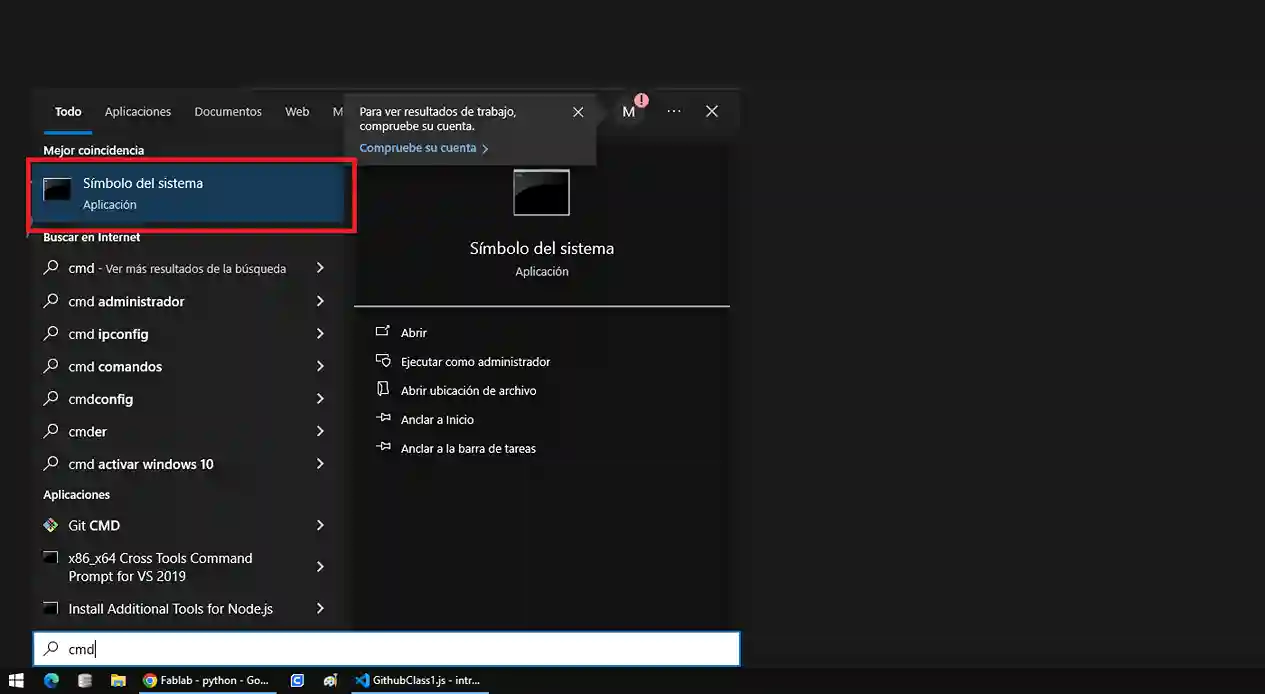 Todo Aplicaciones Documentos Web M
Para ver resultados de trabajo,
compruebe su cuenta.
Compruebe su cuenta
M
Mejor coincidencia
Símbolo del sistema
Aplicación
Buscar en Internet
cmd - Ver más resultados de la búsqueda
cmd administrador
cmd ipconfig
cmd comandos
cmdconfig
cmder
cmd activar windows 10
Aplicaciones
Git CMD
x86_x64 Cross Tools Command
Prompt for VS 2019
Install Additional Tools for Node.js
Símbolo del sistema
Aplicación
Abrir
Ejecutar como administrador
Abrir ubicación de archivo
Anclar a Inicio
Anclar a la barra de tareas
cmd
Fablab - python - Go... GithubClass1.js - intr...